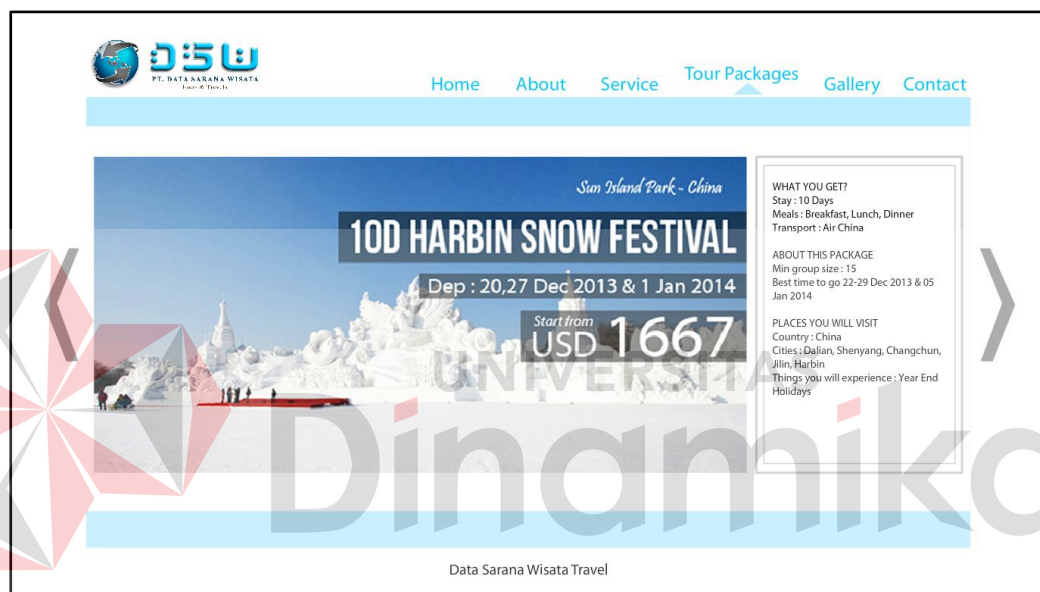 DSW
PT. DATA SARANA WISATA
Tours & Travels
Home About Service Tour Packages Gallery Contact
Sun Island Park - China
10D HARBIN SNOW FESTIVAL
Dep : 20,27 Dec 2013 & 1 Jan 2014
Start from
USD 1667
WHAT YOU GET?
Stay : 10 Days
Meals : Breakfast, Lunch, Dinner
Transport : Air China
ABOUT THIS PACKAGE
Min group size : 15
Best time to go 22-29 Dec 2013 & 05
Jan 2014
PLACES YOU WILL VISIT
Country : China
Cities : Dalian, Shenyang, Changchun,
Jilin, Harbin
Things you will experience : Year End
Holidays
UNIVERSITAS
Dinamika
Data Sarana Wisata Travel